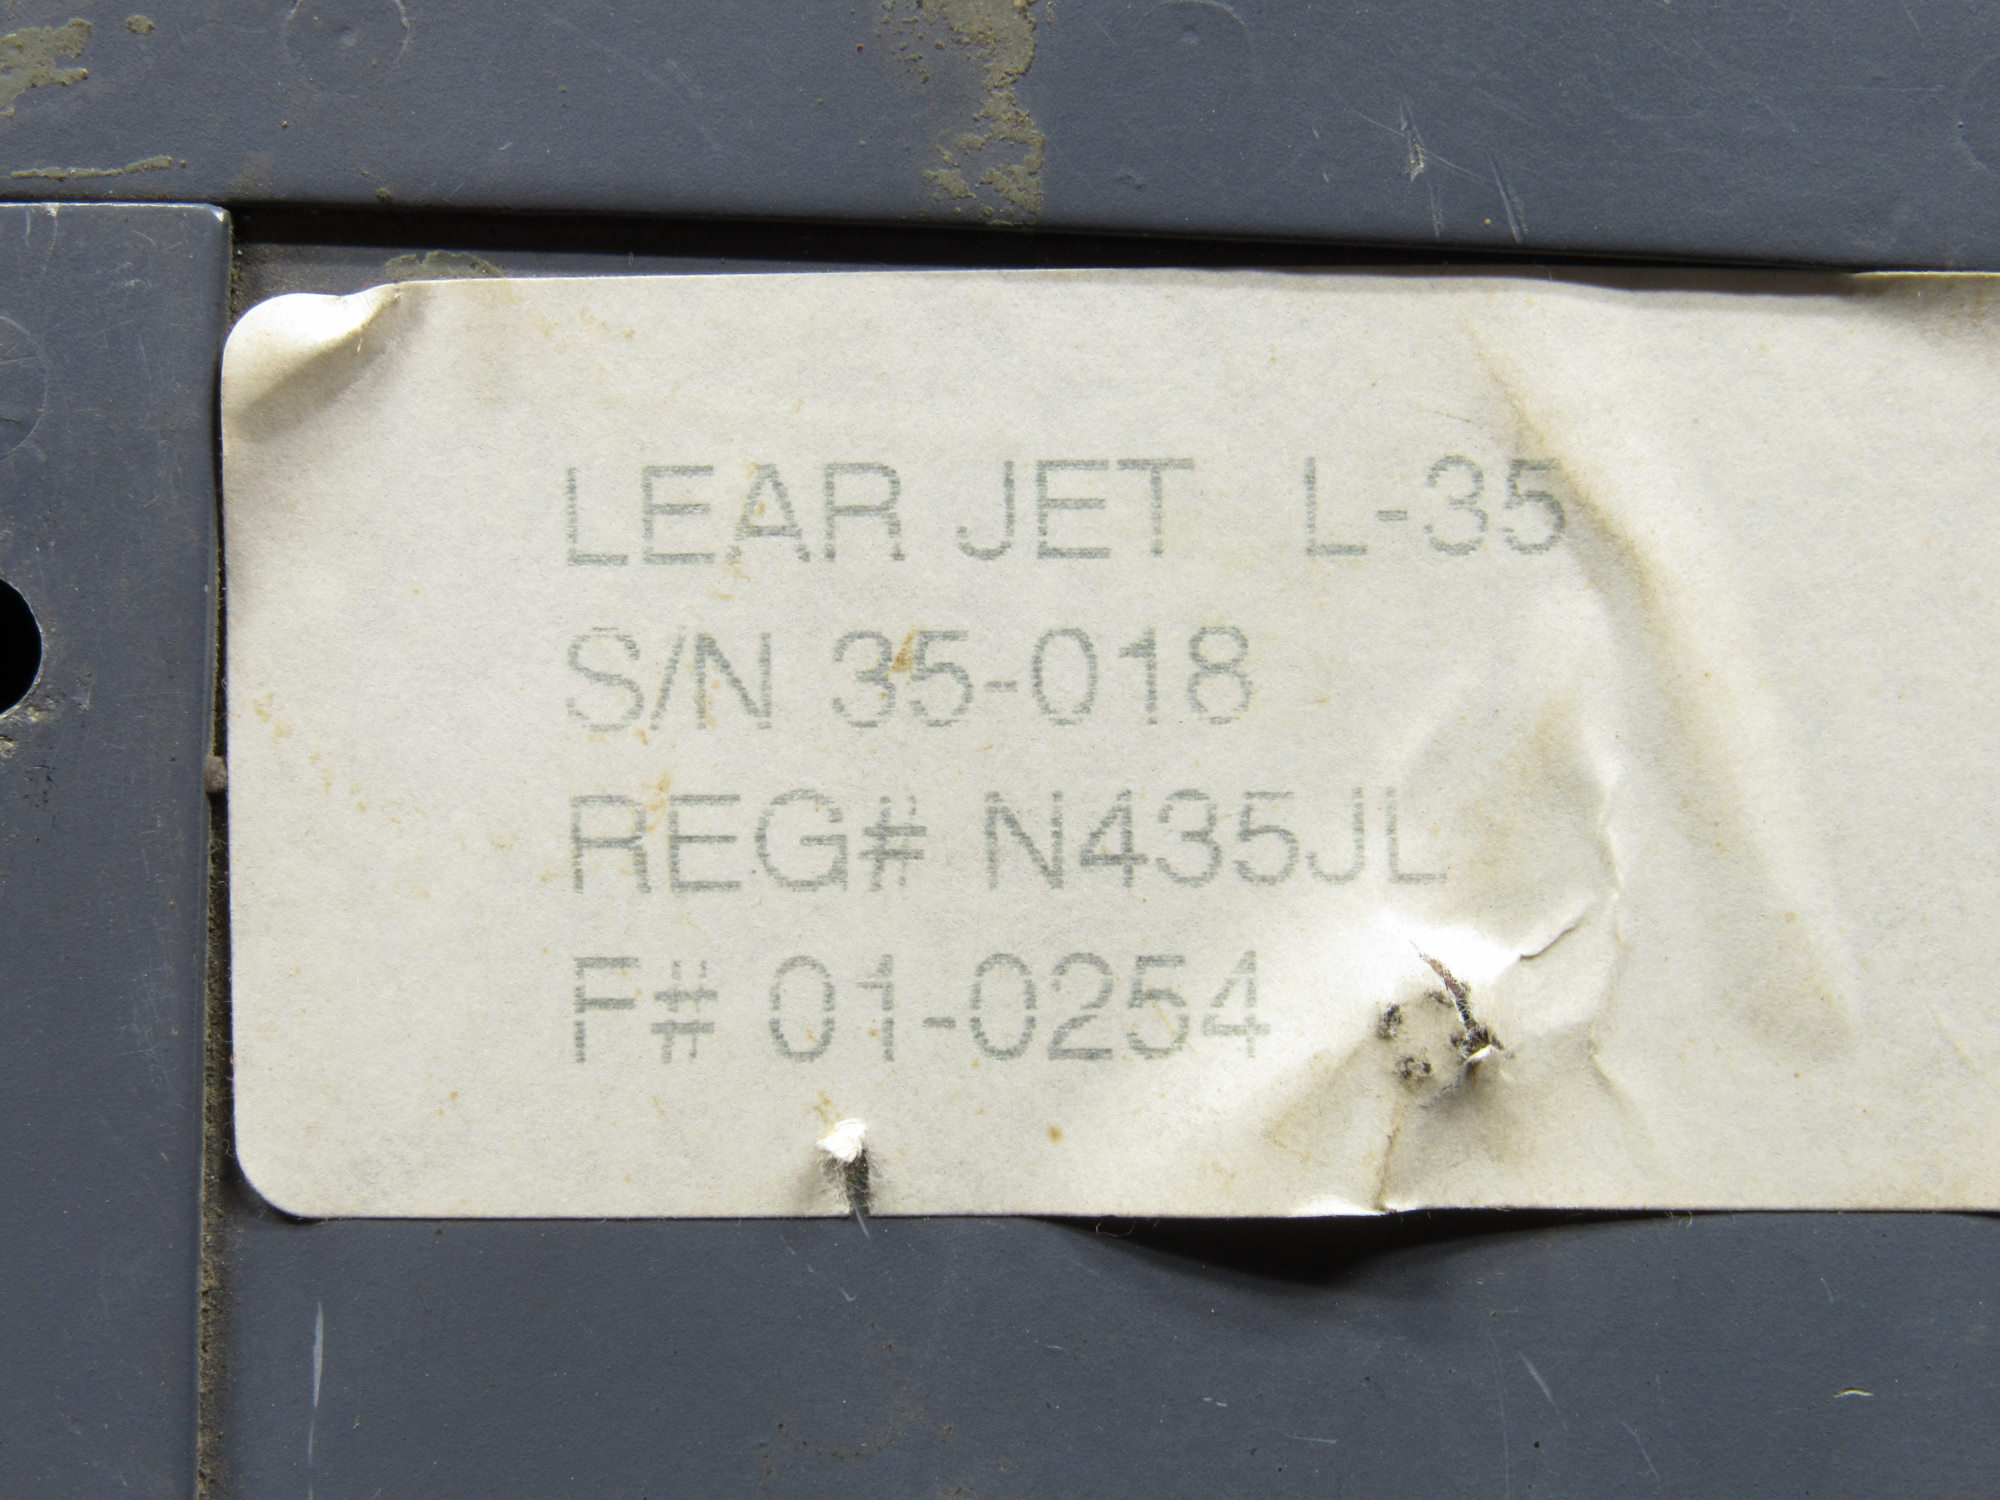 LEAR JET L-35
S/N 35-018
REG# N435JL
F# 01-0254